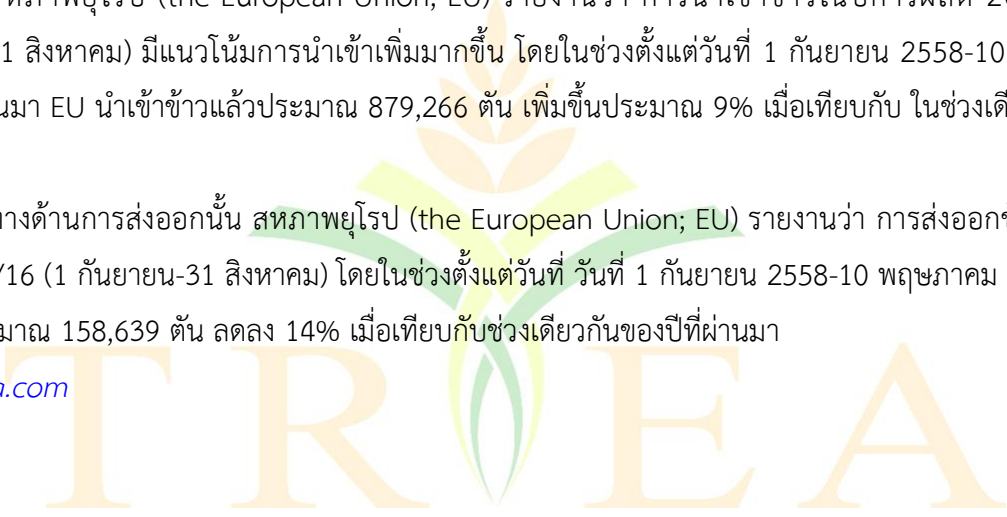 (the European Union; EU) รายงานว่า การนำเข้าข้าวในปีการผลิต
1 สิงหาคม) มีแนวโน้มการนำเข้าเพิ่มมากขึ้น โดยในช่วงตั้งแต่วันที่ 1 กันยายน 2558-10
นมา EU นำเข้าข้าวแล้วประมาณ 879,266 ตัน เพิ่มขึ้นประมาณ 9% เมื่อเทียบกับ ในช่วงเดี
ทางด้านการส่งออกนั้น สหภาพยุโรป (the European Union; EU) รายงานว่า การส่งออกข
/16 (1 กันยายน-31 สิงหาคม) โดยในช่วงตั้งแต่วันที่ วันที่ 1 กันยายน 2558-10 พฤษภาคม
มาณ 158,639 ตัน ลดลง 14% เมื่อเทียบกับช่วงเดียวกันของปีที่ผ่านมา
a.com
TREA